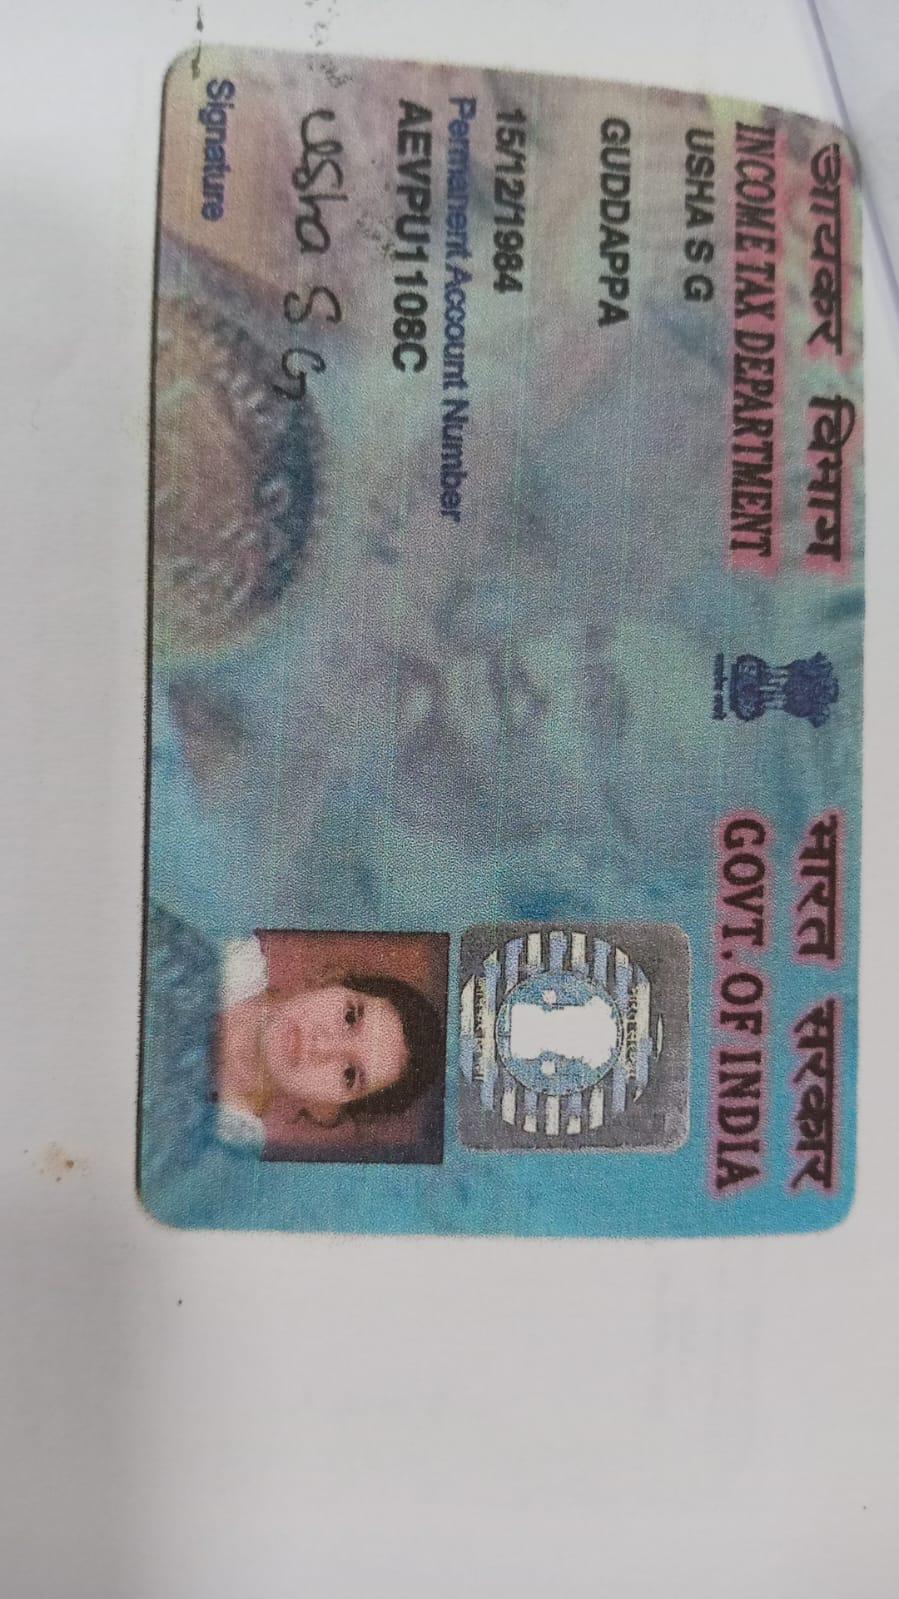 आयकर विभाग
INCOME TAX DEPARTMENT
भारत सरकार
GOVT. OF INDIA
USHA S G
GUDDAPPA
15/12/1984
Permanent Account Number
AEVPU1108C
Usha S G
Signature